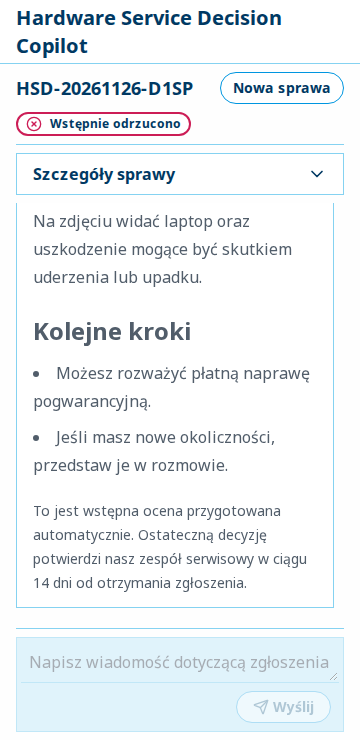 Hardware Service Decision
Copilot
HSD-20261126-D1SP
Nowa sprawa
Wstępnie odrzucono
Szczegóły sprawy
Na zdjęciu widać laptop oraz
uszkodzenie mogące być skutkiem
uderzenia lub upadku.
Kolejne kroki
• Możesz rozważyć płatną naprawę
pogwarancyjną.
• Jeśli masz nowe okoliczności,
przedstaw je w rozmowie.
To jest wstępna ocena przygotowana
automatycznie. Ostateczną decyzję
potwierdzi nasz zespół serwisowy w ciągu
14 dni od otrzymania zgłoszenia.
Napisz wiadomość dotyczącą zgłoszenia
Wyślij